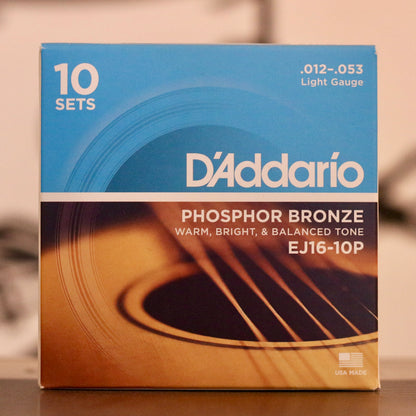 10
SETS
.012–.053
Light Gauge
D'Addario
PHOSPHOR BRONZE
WARM, BRIGHT, & BALANCED TONE
EJ16-10P
USA MADE